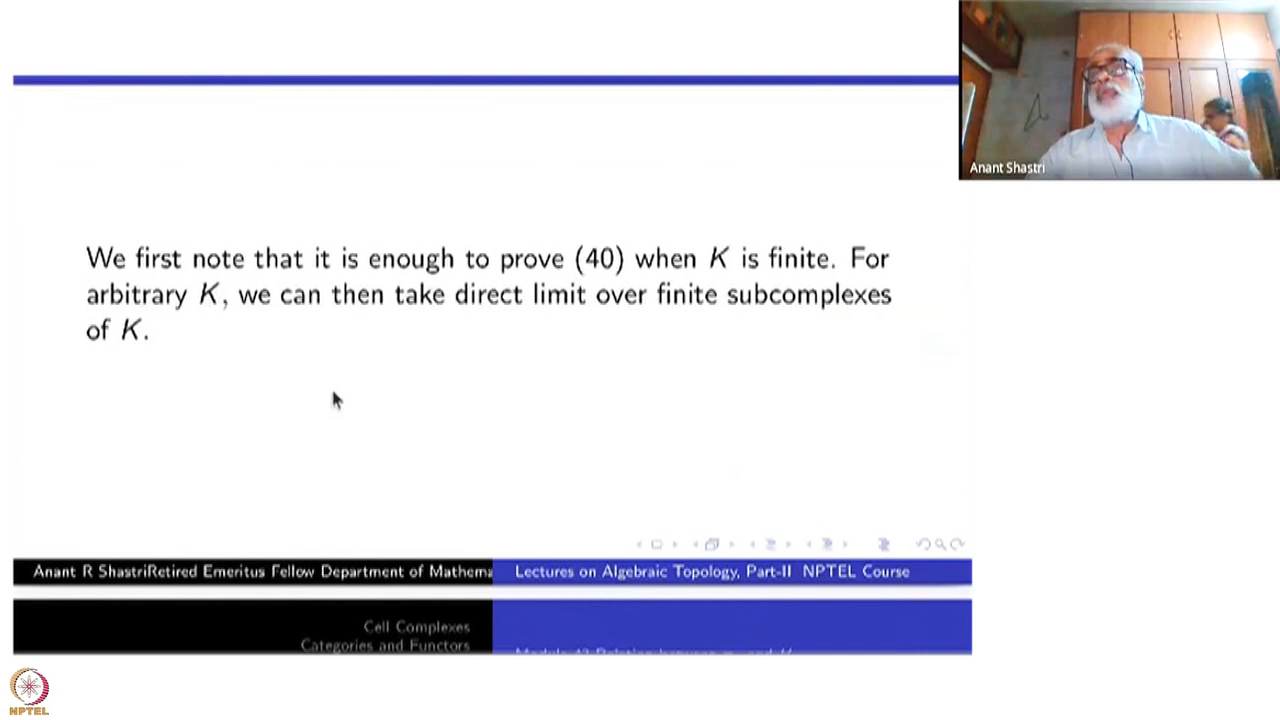 Anant Shastri
We first note that it is enough to prove (40) when K is finite. For
arbitrary K, we can then take direct limit over finite subcomplexes
of K.
Anant R ShastriRetired Emeritus Fellow Department of Mathema
Lectures on Algebraic Topology, Part-II NPTEL Course
Cell Complexes
Categories and Functors
NPTEL